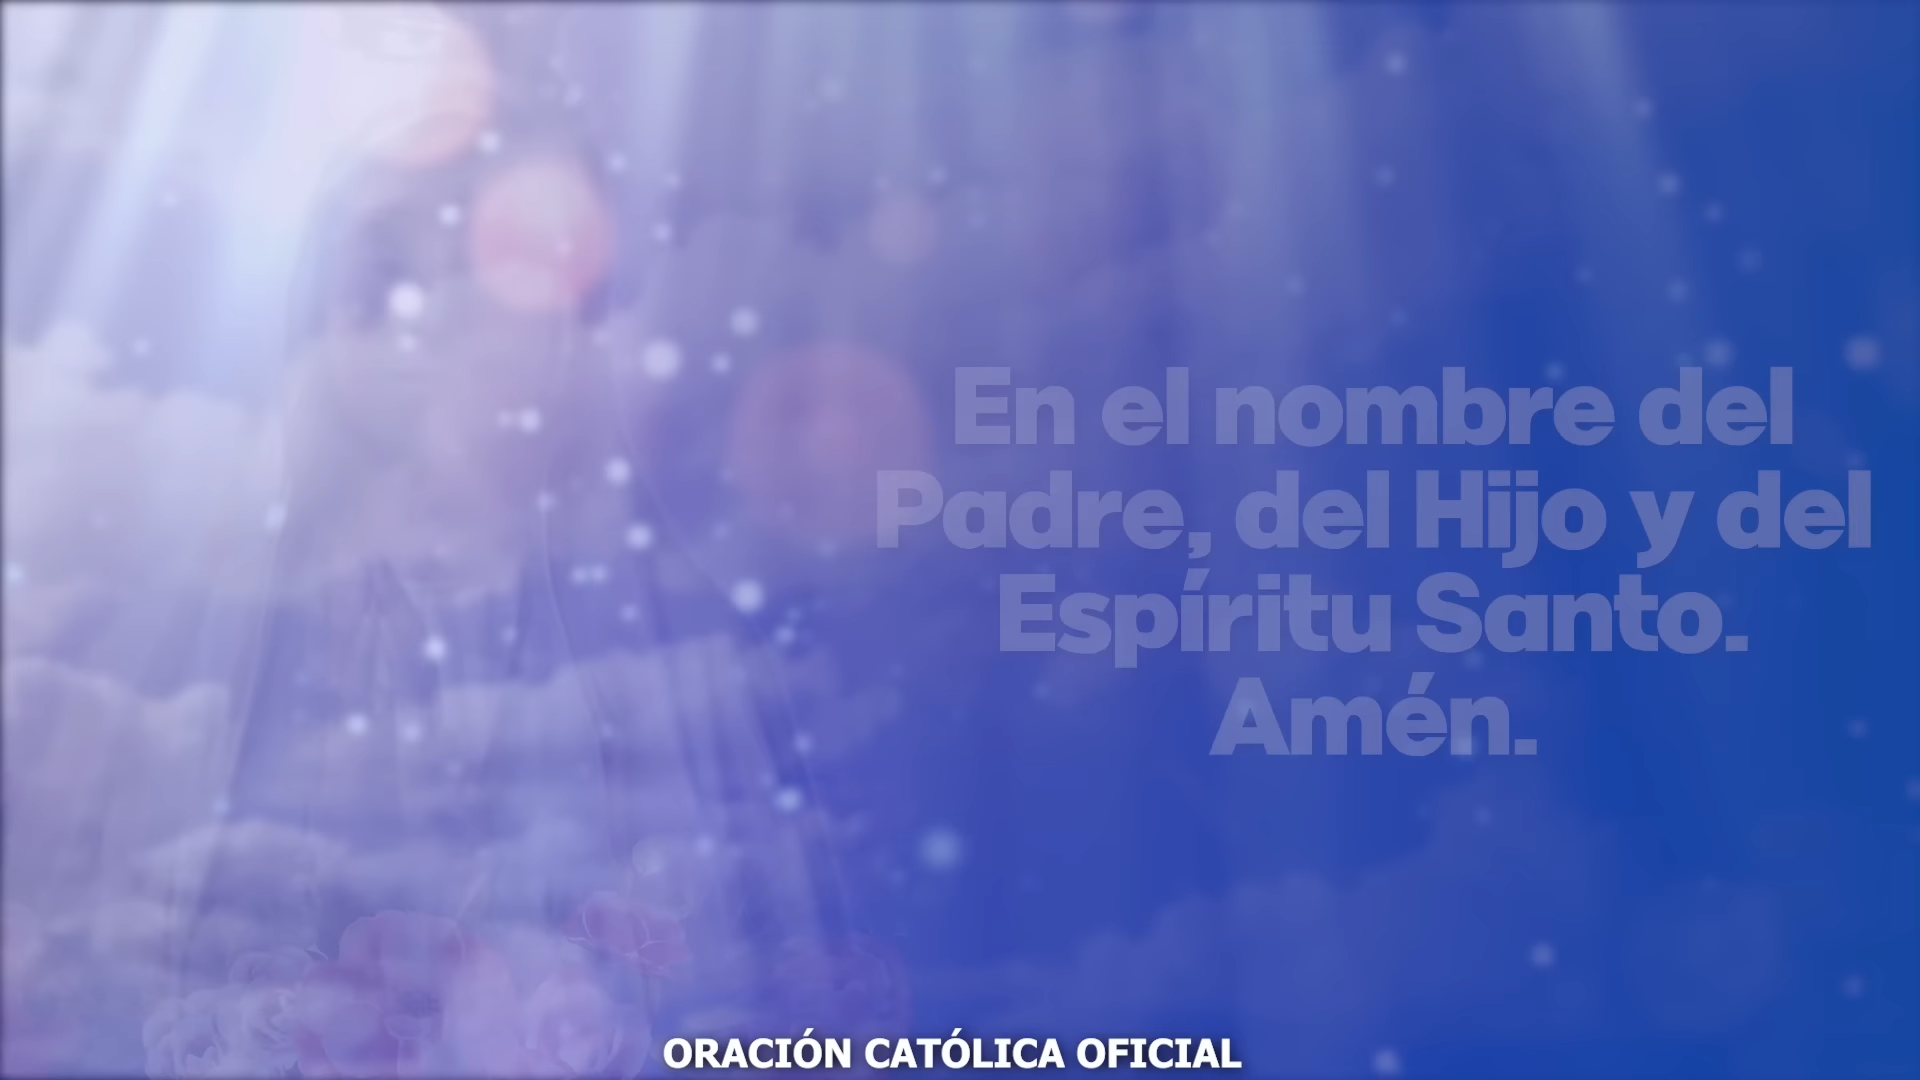 En el nombre del
Padre, del Hijo y del
Espíritu Santo.
Amén.
ORACIÓN CATÓLICA OFICIAL